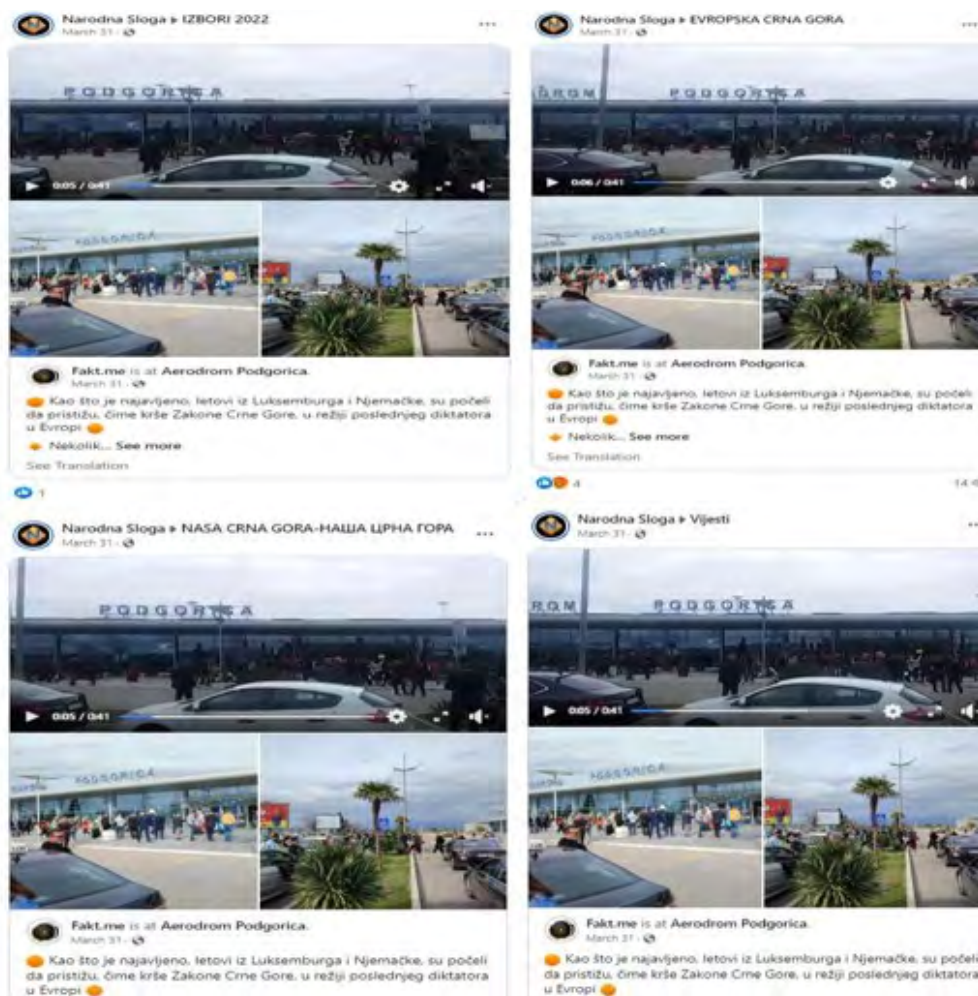 Narodna Sloga ▸ IZBORI 2022
March 31
PODGORICA
0:05 / 0:41
PODGORICA
Fakt.me is at Aerodrom Podgorica.
March 31
Kao što je najavljeno, letovi iz Luksemburga i Njemačke, su počeli
da pristižu, čime krše Zakone Crne Gore, u režiji poslednjeg diktatora
u Evropi
Nekolik... See more
See Translation
1
Narodna Sloga ▸ EVROPSKA CRNA GORA
March 31
DROM PODGORICA
0:06 / 0:41
PODGORICA
Fakt.me is at Aerodrom Podgorica.
March 31
Kao što je najavljeno, letovi iz Luksemburga i Njemačke, su počeli
da pristižu, čime krše Zakone Crne Gore, u režiji poslednjeg diktatora
u Evropi
Nekolik... See more
See Translation
4
Narodna Sloga ▸ NASA CRNA GORA-НАША ЦРНА ГОРА
March 31
PODGORICA
0:05 / 0:41
PODGORICA
Fakt.me is at Aerodrom Podgorica.
March 31
Kao što je najavljeno, letovi iz Luksemburga i Njemačke, su počeli
da pristižu, čime krše Zakone Crne Gore, u režiji poslednjeg diktatora
u Evropi
Narodna Sloga ▸ Vijesti
March 31
ROM PODGORICA
0:05 / 0:41
PODGORICA
Fakt.me is at Aerodrom Podgorica.
March 31
Kao što je najavljeno, letovi iz Luksemburga i Njemačke, su počeli
da pristižu, čime krše Zakone Crne Gore, u režiji poslednjeg diktatora
u Evropi